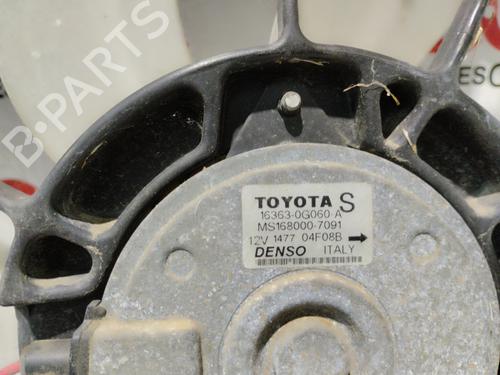 B-PARTS
TOYOTA S
16363-0G060-A
MS168000-7091
12V 1477 04F08B
DENSO ITALY